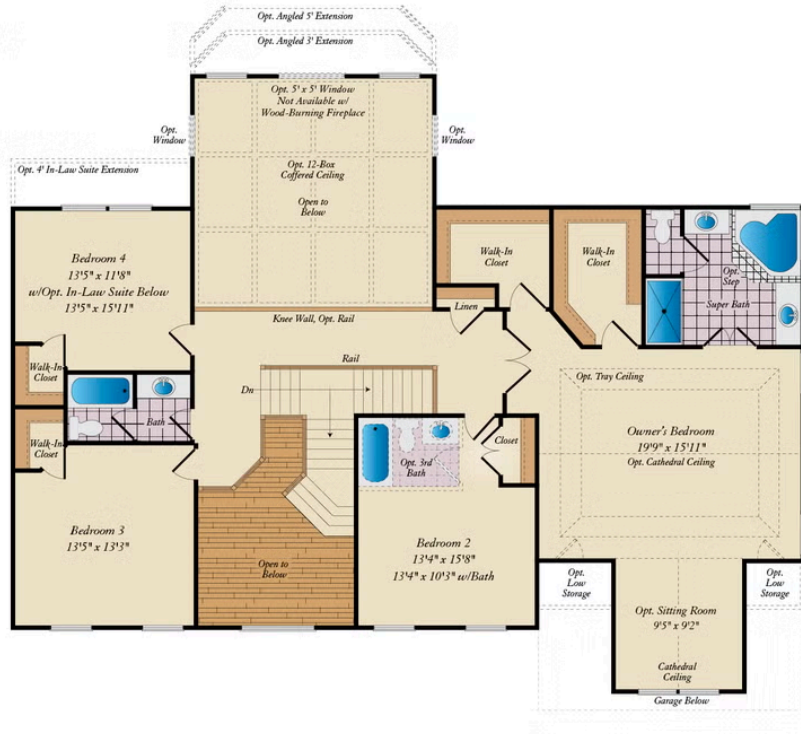 Opt. Angled 5' Extension
Opt. Angled 3' Extension
Opt. 5' x 5' Window
Not Available w/
Wood-Burning Fireplace
Opt.
Window
Opt.
Window
Opt. 4' In-Law Suite Extension
Opt. 12-Box
Coffered Ceiling
Open to
Below
Bedroom 4
13'5" x 11'8"
w/Opt. In-Law Suite Below
13'5" x 15'11"
Walk-In
Closet
Walk-In
Closet
Opt.
Step
Super Bath
Linen
Knee Wall, Opt. Rail
Rail
Dn
Walk-In
Closet
Bath
Walk-In
Closet
Opt. Tray Ceiling
Owner's Bedroom
19'9" x 15'11"
Opt. Cathedral Ceiling
Closet
Opt. 3rd
Bath
Bedroom 3
13'5" x 13'3"
Bedroom 2
13'4" x 15'8"
13'4" x 10'3" w/Bath
Open to
Below
Opt.
Low
Storage
Opt.
Low
Storage
Opt. Sitting Room
9'5" x 9'2"
Cathedral
Ceiling
Garage Below